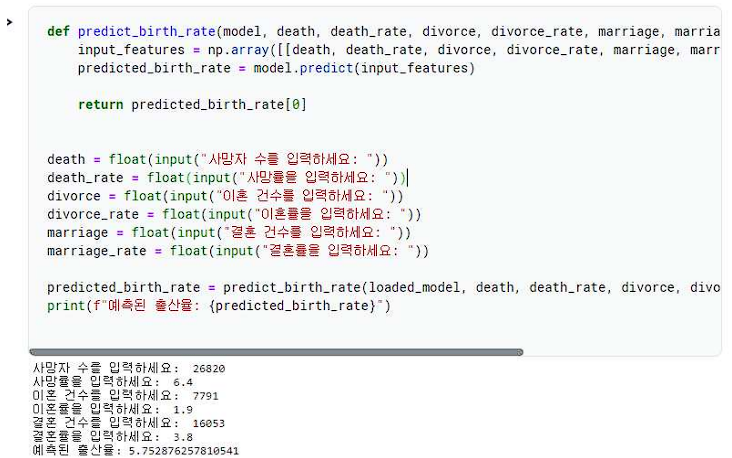 def predict_birth_rate(model, death, death_rate, divorce, divorce_rate, marriage, marria
input_features = np.array([[death, death_rate, divorce, divorce_rate, marriage, marr
predicted_birth_rate = model.predict(input_features)
return predicted_birth_rate[0]
death = float(input("사망자 수를 입력하세요: "))
death_rate = float(input("사망률을 입력하세요: "))
divorce = float(input("이혼 건수를 입력하세요: "))
divorce_rate = float(input("이혼률을 입력하세요: "))
marriage = float(input("결혼 건수를 입력하세요: "))
marriage_rate = float(input("결혼률을 입력하세요: "))
predicted_birth_rate = predict_birth_rate(loaded_model, death, death_rate, divorce, divo
print(f"예측된 출산율: {predicted_birth_rate}")
사망자 수를 입력하세요: 26820
사망률을 입력하세요: 6.4
이혼 건수를 입력하세요: 7791
이혼률을 입력하세요: 1.9
결혼 건수를 입력하세요: 16053
결혼률을 입력하세요: 3.8
예측된 출산율: 5.752876257810541